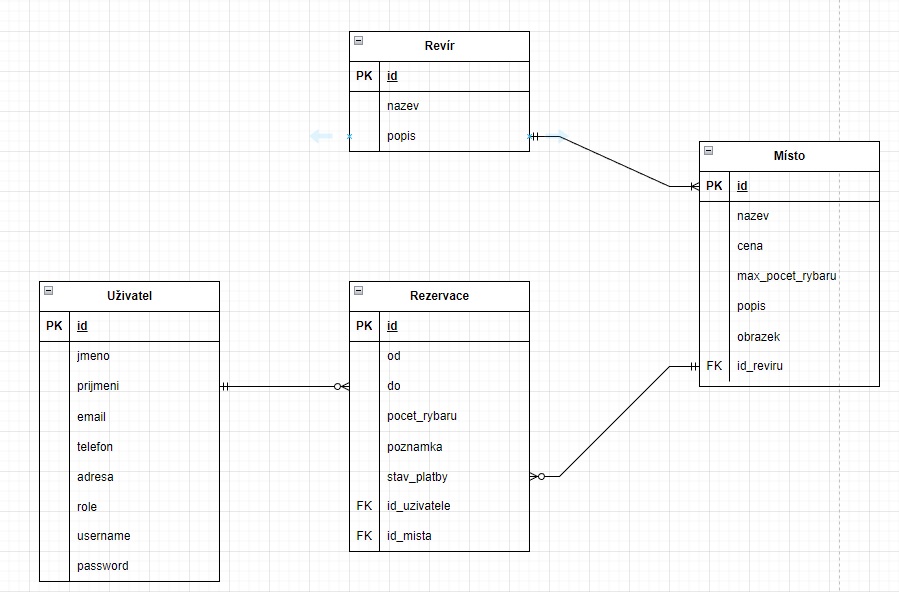 Revír
PK id
nazev
popis
Místo
PK id
nazev
cena
max_pocet_rybaru
popis
obrazek
FK id_reviru
Uživatel
PK id
jmeno
prijmeni
email
telefon
adresa
role
username
password
Rezervace
PK id
od
do
pocet_rybaru
poznamka
stav_platby
FK id_uzivatele
FK id_mista